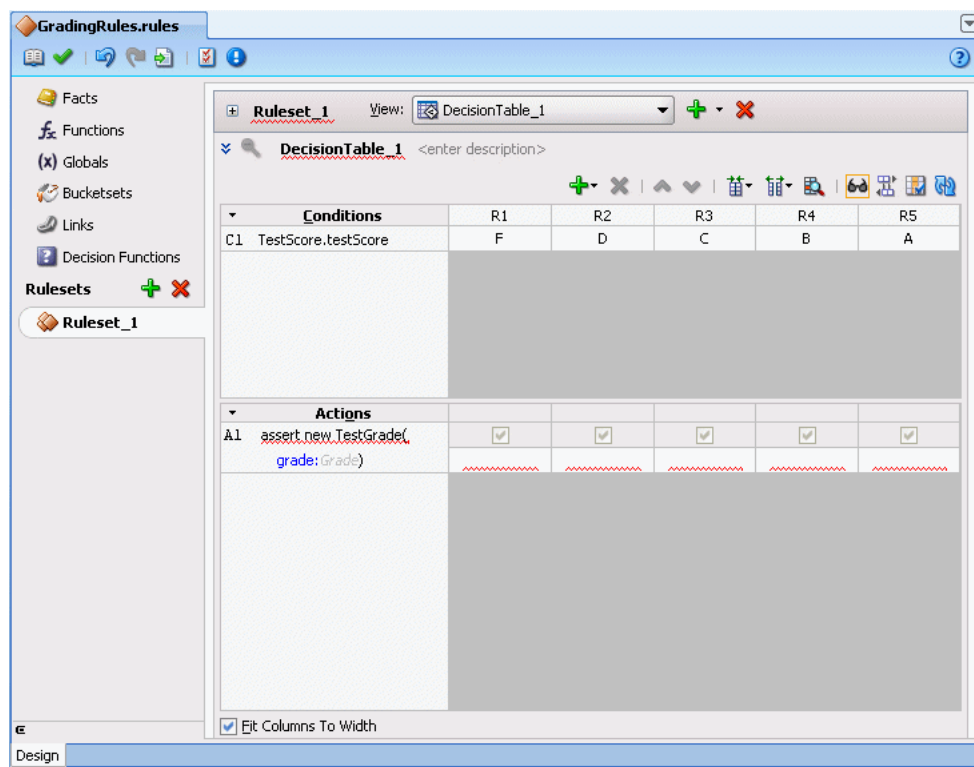 GradingRules.rules
Facts
Functions
Globals
Bucketsets
Links
Decision Functions
Rulesets
Ruleset_1
Ruleset_1 View: DecisionTable_1
DecisionTable_1 <enter description>
Conditions R1 R2 R3 R4 R5
C1 TestScore.testScore F D C B A
Actions
A1 assert new TestGrade(
grade:Grade)
Fit Columns To Width
Design